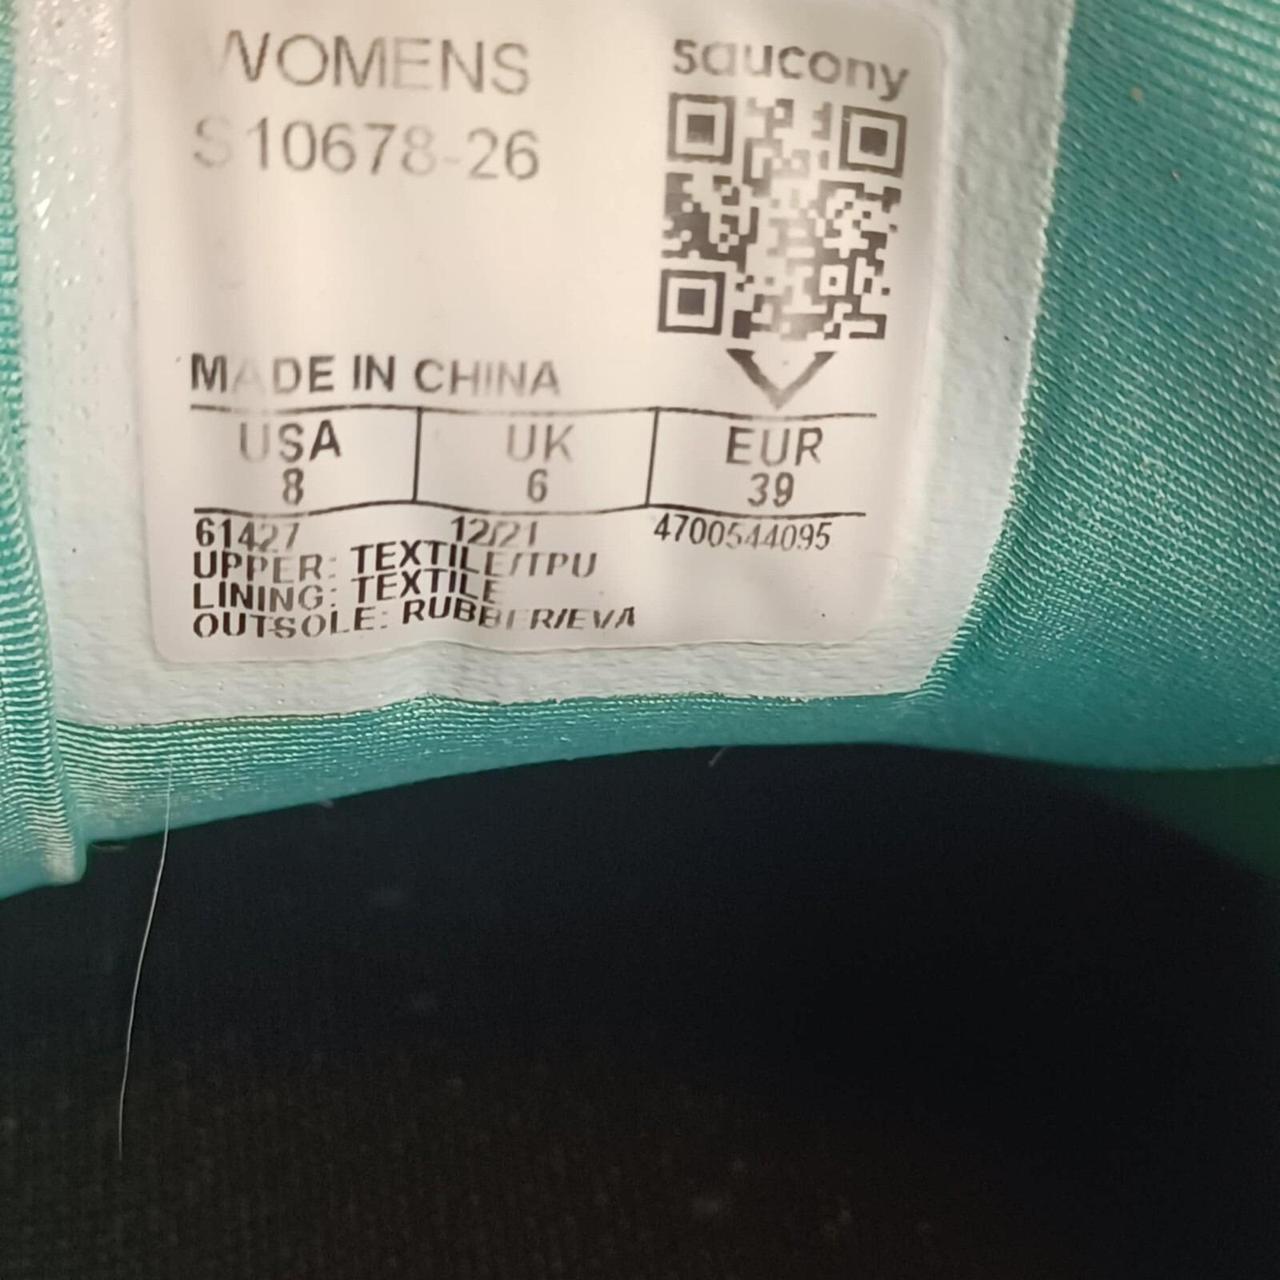 WOMENS
saucony
S10678-26
MADE IN CHINA
USA UK EUR
8 6 39
61427 12/21 4700544095
UPPER: TEXTILE/TPU
LINING: TEXTILE
OUTSOLE: RUBBER/EVA